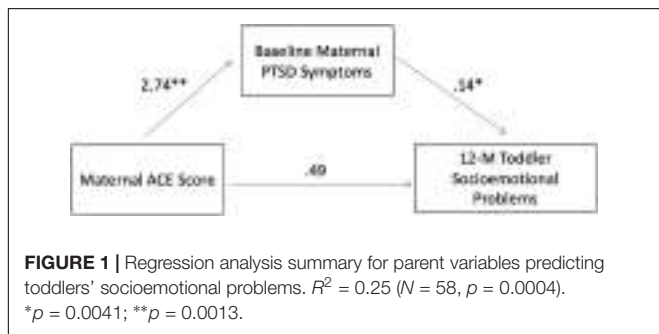 Baseline Maternal
PTSD Symptoms
2.74**
.14*
Maternal ACE Score
.49
12-M Toddler
Socioemotional
Problems
FIGURE 1 | Regression analysis summary for parent variables predicting
toddlers' socioemotional problems. R² = 0.25 (N = 58, p = 0.0004).
*p = 0.0041; **p = 0.0013.